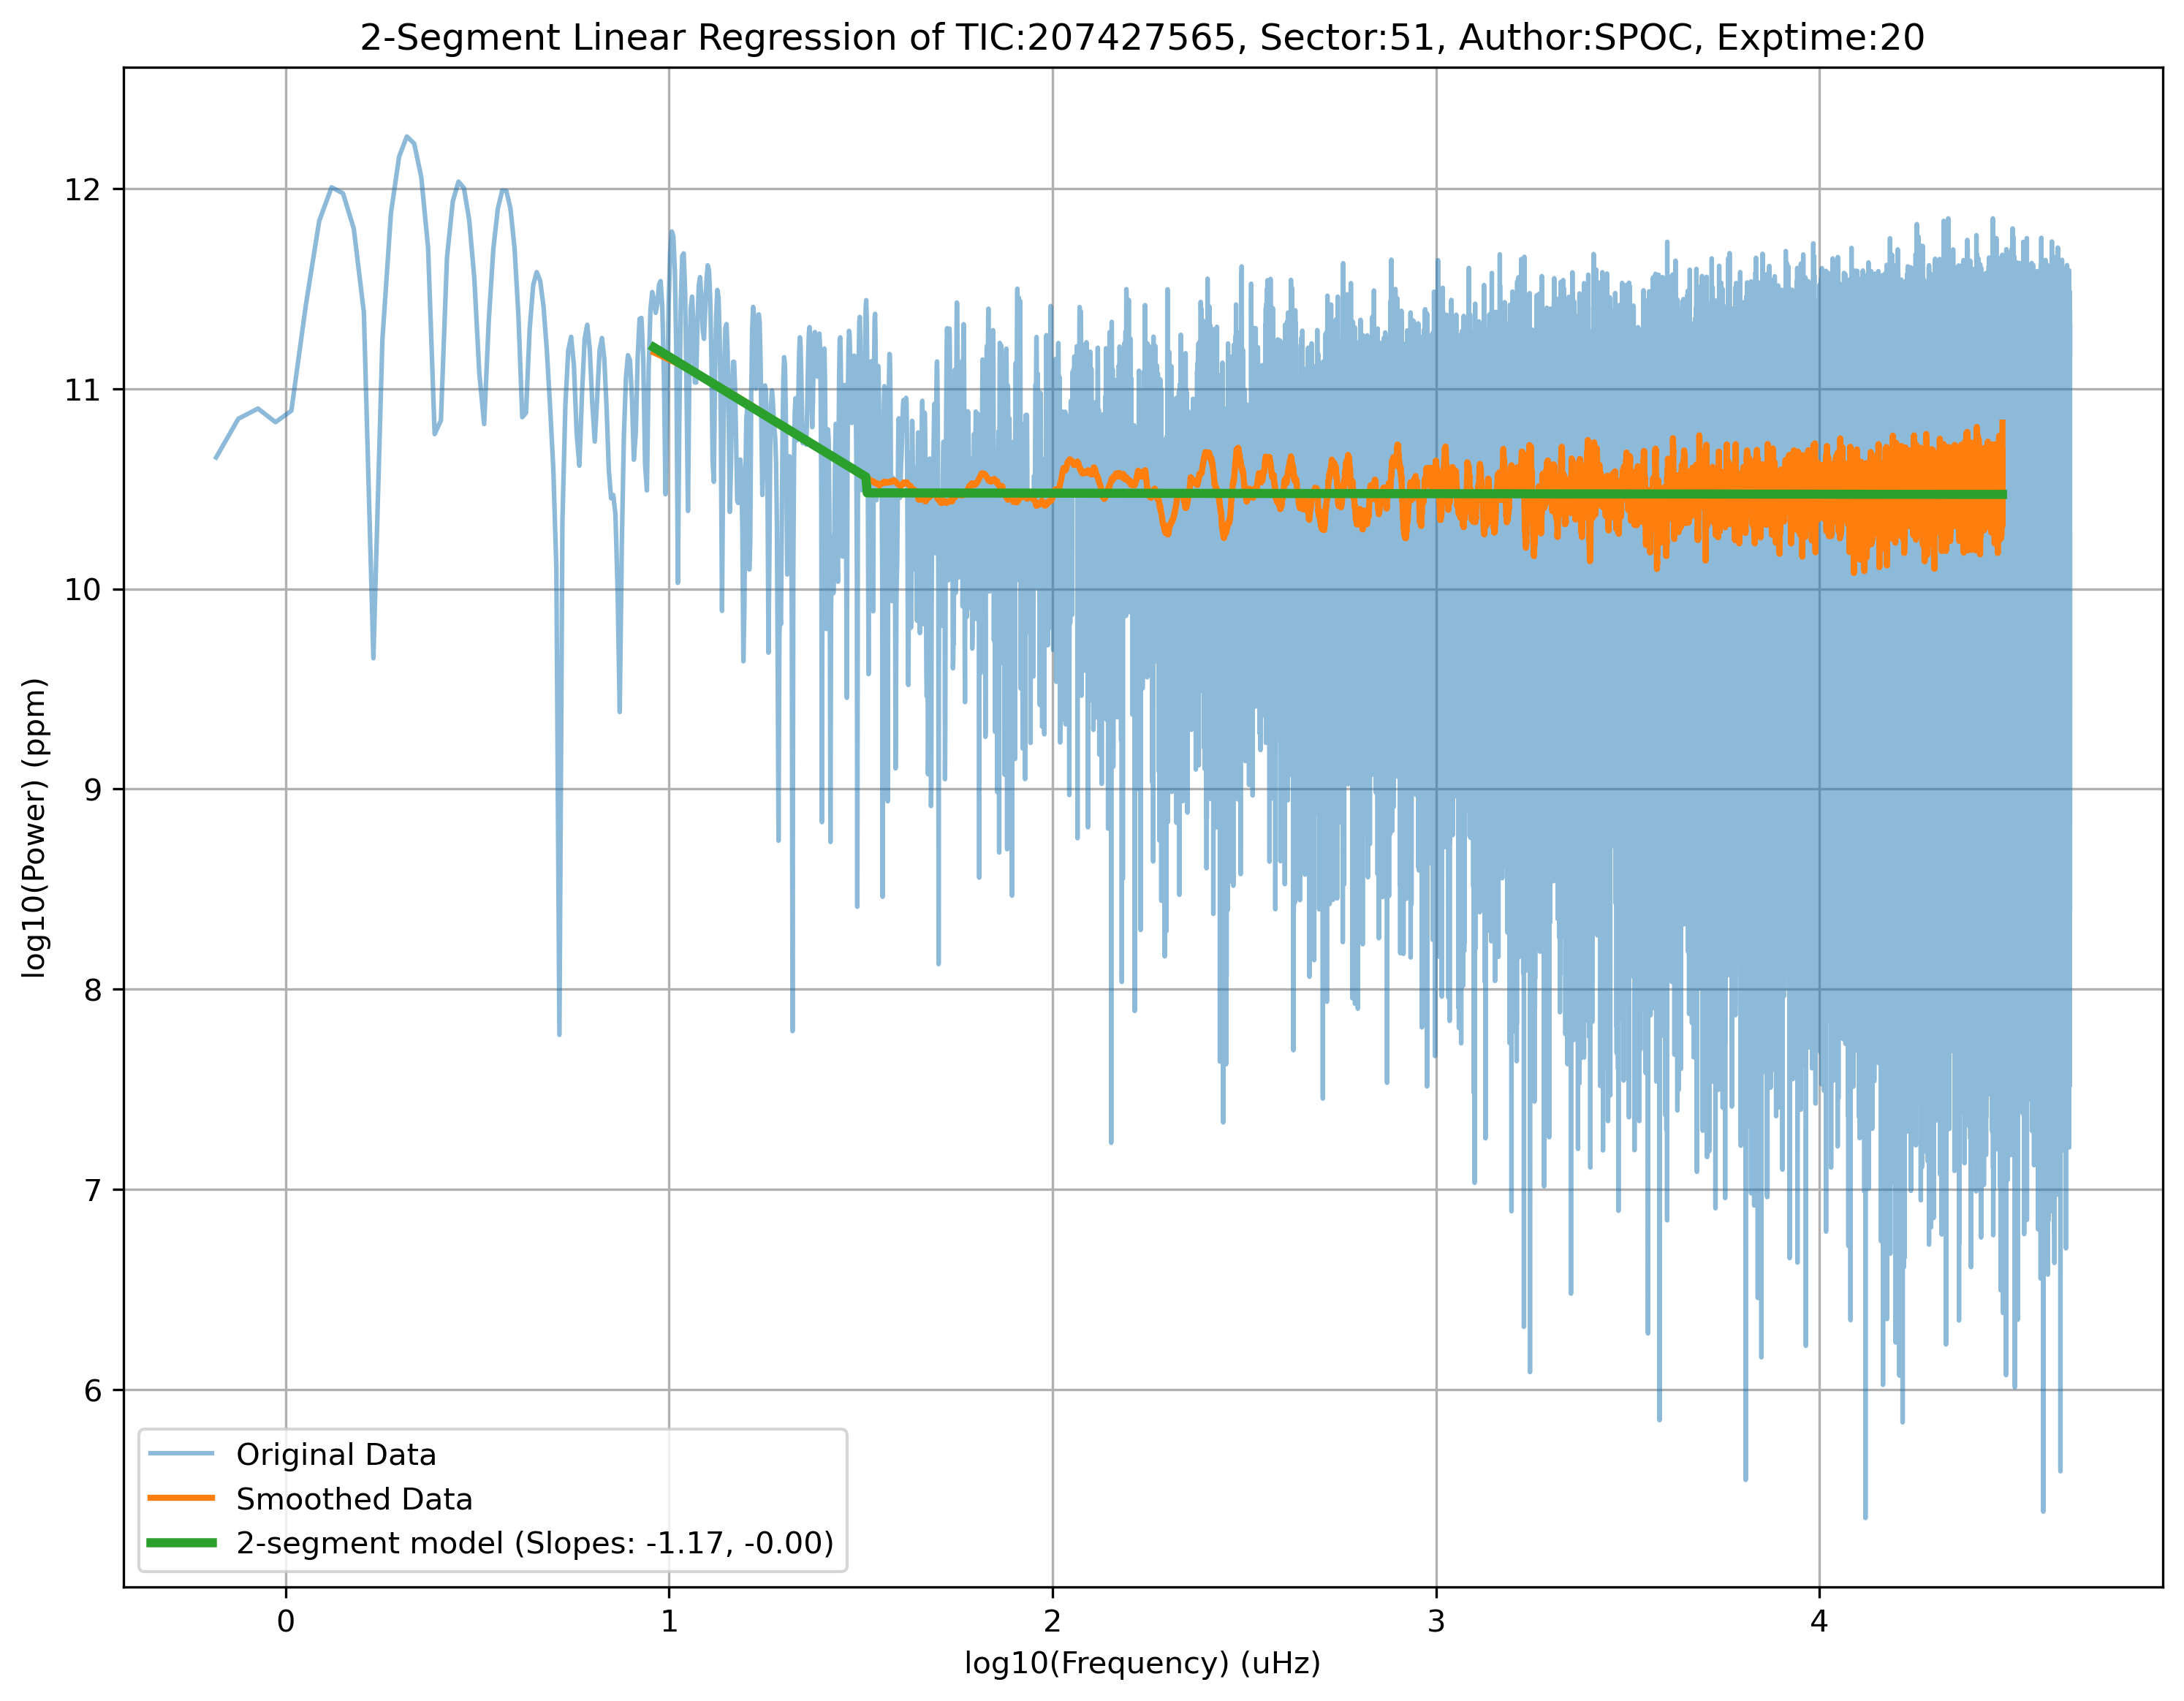 2-Segment Linear Regression of TIC:207427565, Sector:51, Author:SPOC, Exptime:20
12
11
10
9
8
7
6
log10(Power) (ppm)
Original Data
Smoothed Data
2-segment model (Slopes: -1.17, -0.00)
0 1 2 3 4
log10(Frequency) (uHz)